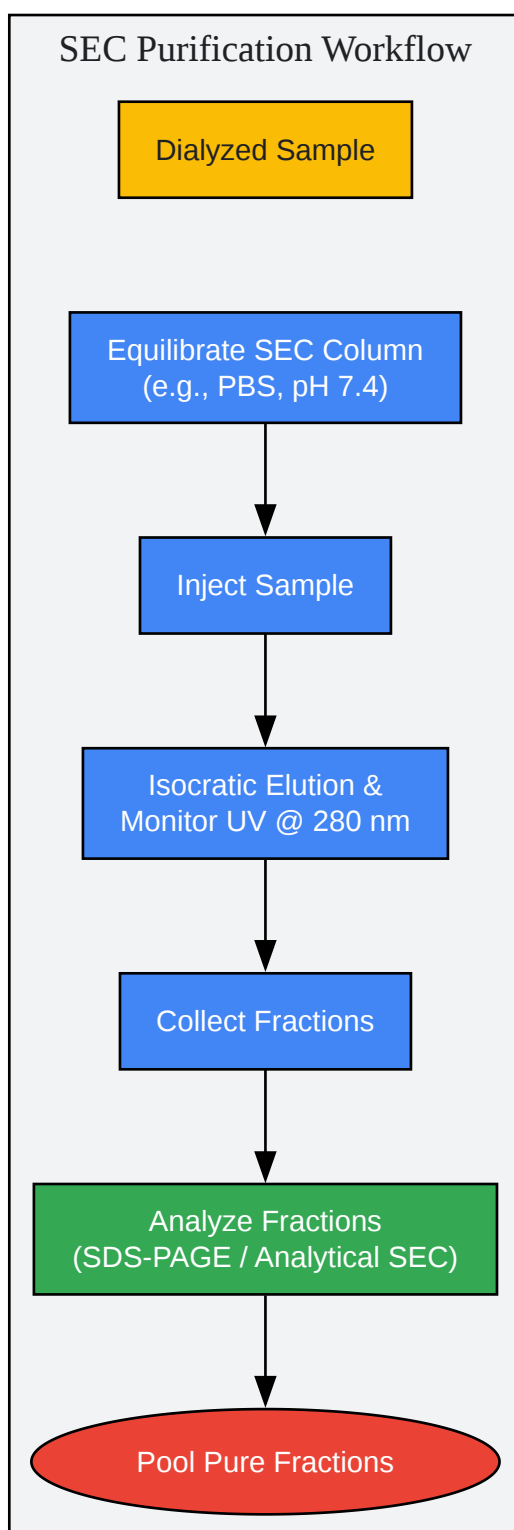 SEC Purification Workflow
Dialyzed Sample
Equilibrate SEC Column
(e.g., PBS, pH 7.4)
Inject Sample
Isocratic Elution &
Monitor UV @ 280 nm
Collect Fractions
Analyze Fractions
(SDS-PAGE / Analytical SEC)
Pool Pure Fractions